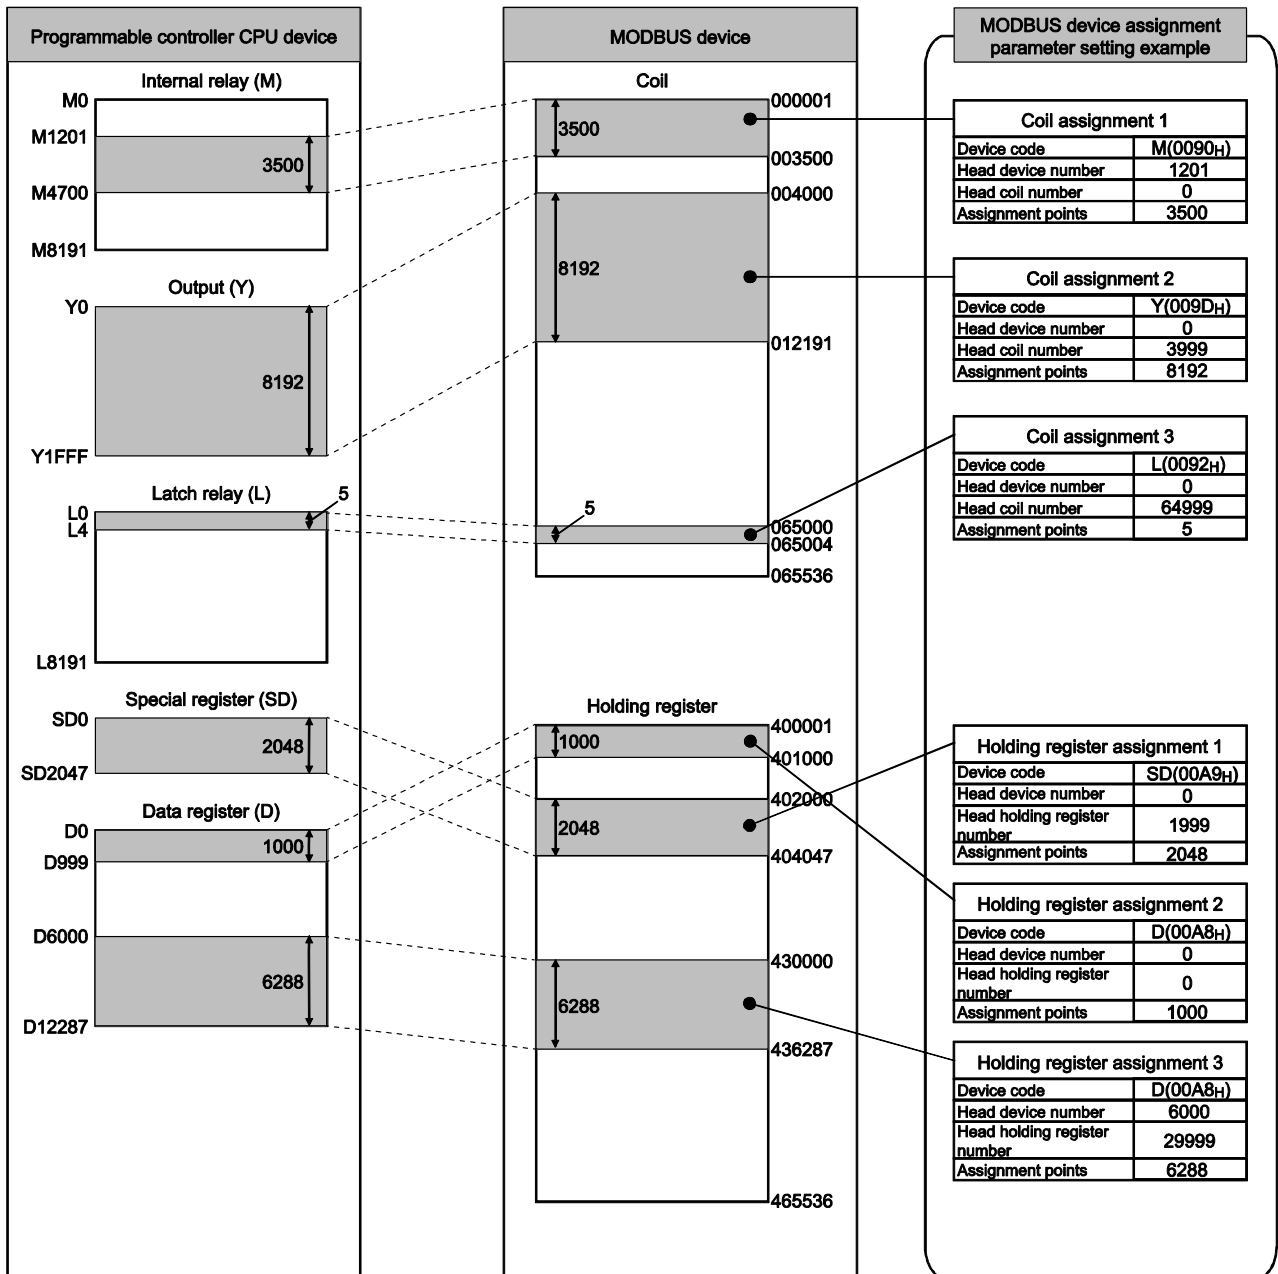 Programmable controller CPU device
Internal relay (M)
M0
M1201
3500
M4700
M8191
Output (Y)
Y0
8192
Y1FFF
Latch relay (L)
5
L0
L4
L8191
Special register (SD)
SD0
2048
SD2047
Data register (D)
D0
1000
D999
D6000
6288
D12287
MODBUS device
Coil
000001
3500
003500
004000
8192
012191
5
065000
065004
065536
Holding register
400001
1000
401000
402000
2048
404047
430000
6288
436287
465536
MODBUS device assignment
parameter setting example
Coil assignment 1
Device code M(0090H)
Head device number 1201
Head coil number 0
Assignment points 3500
Coil assignment 2
Device code Y(009DH)
Head device number 0
Head coil number 3999
Assignment points 8192
Coil assignment 3
Device code L(0092H)
Head device number 0
Head coil number 64999
Assignment points 5
Holding register assignment 1
Device code SD(00A9H)
Head device number 0
Head holding register
number 1999
Assignment points 2048
Holding register assignment 2
Device code D(00A8H)
Head device number 0
Head holding register
number 0
Assignment points 1000
Holding register assignment 3
Device code D(00A8H)
Head device number 6000
Head holding register
number 29999
Assignment points 6288